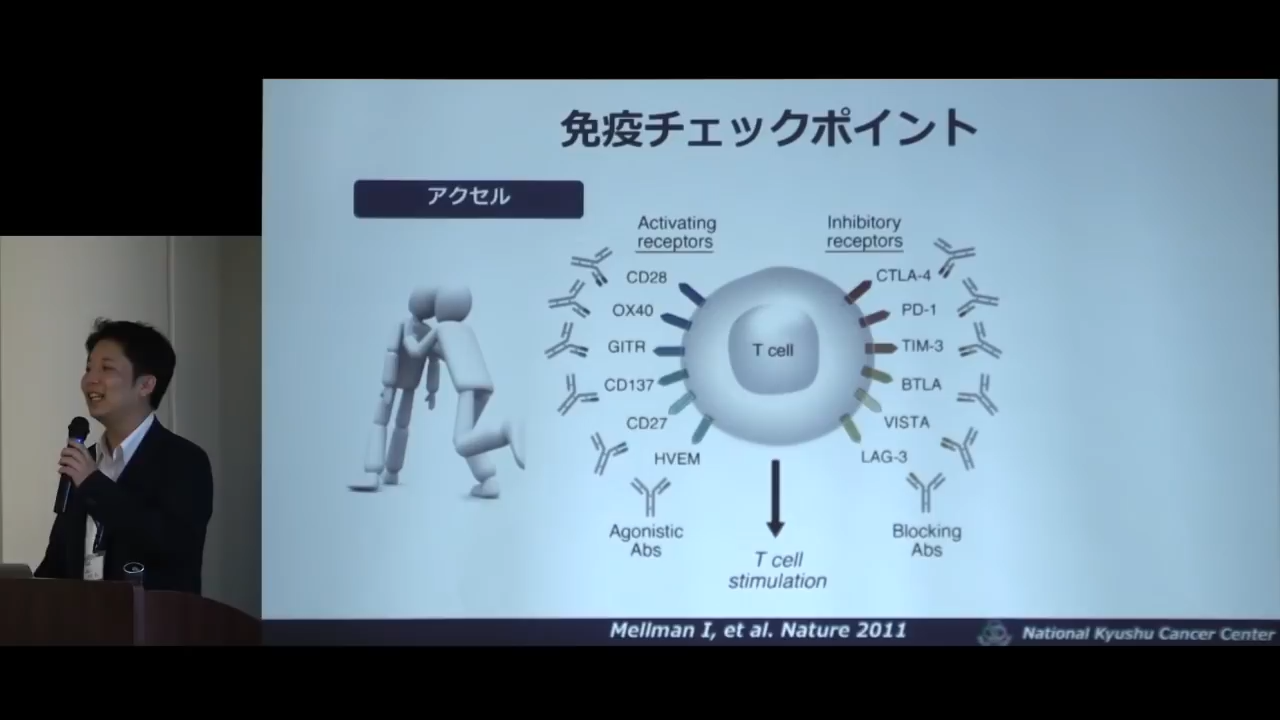 免疫チェックポイント
アクセル
Activating
receptors
CD28
OX40
GITR
CD137
CD27
HVEM
Agonistic
Abs
T cell
T cell
stimulation
Inhibitory
receptors
CTLA-4
PD-1
TIM-3
BTLA
VISTA
LAG-3
Blocking
Abs
Mellman I, et al. Nature 2011
National Kyushu Cancer Center